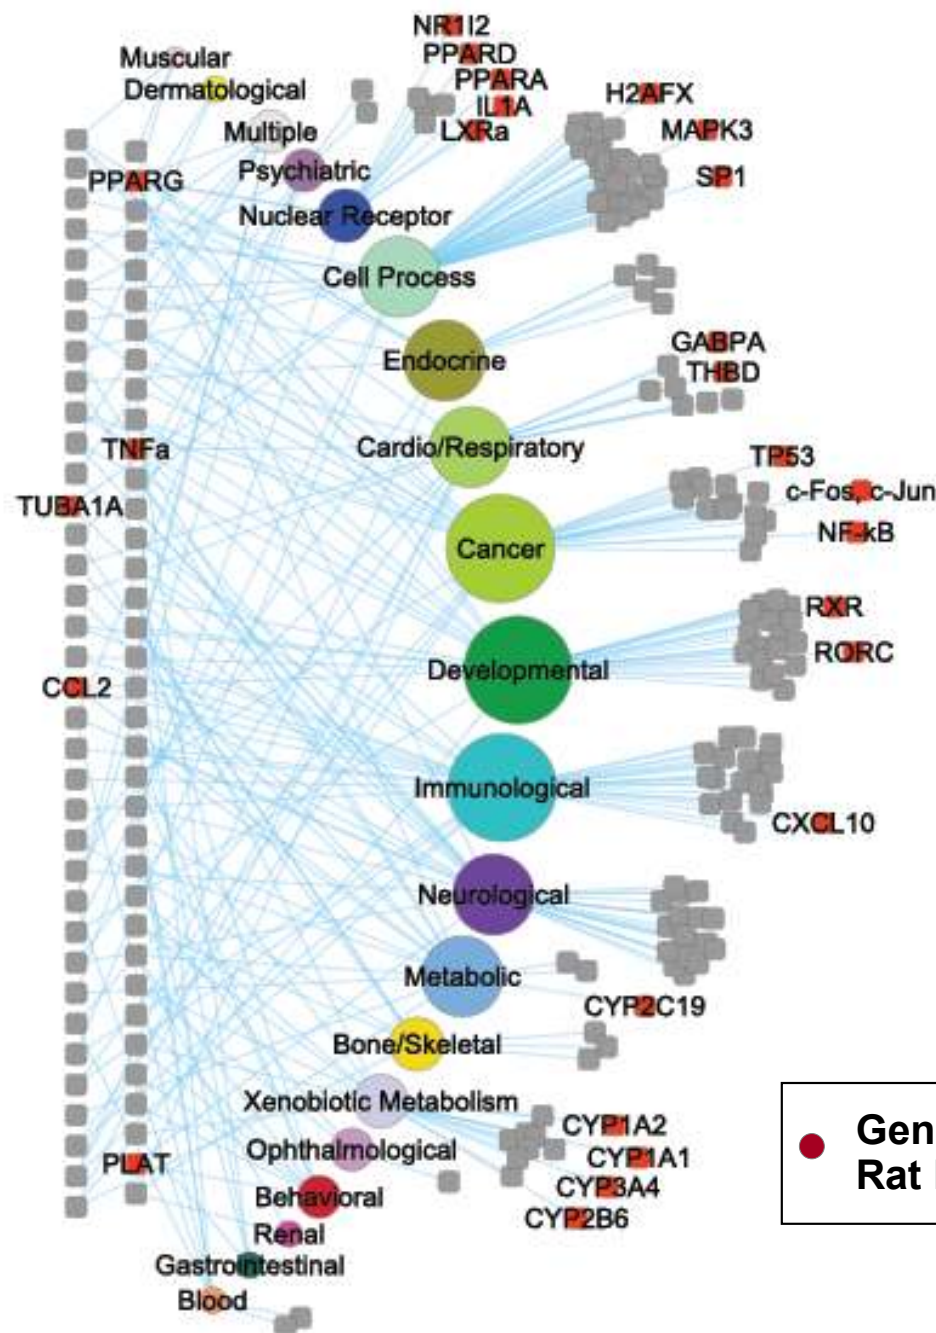 NR1I2
PPARD
PPARA
IL1A
LXRa
Muscular
Dermatological
Multiple
Psychiatric
Nuclear Receptor
Cell Process
Endocrine
Cardio/Respiratory
Cancer
Developmental
Immunological
Neurological
Metabolic
Bone/Skeletal
Xenobiotic Metabolism
Ophthalmological
Behavioral
Renal
Gastrointestinal
Blood
PPARG
TNFa
TUBA1A
CCL2
PLAT
H2AFX
MAPK3
SP1
GABPA
THBD
TP53
c-Fos, c-Jun
NF-kB
RXR
RORC
CXCL10
CYP2C19
CYP1A2
CYP1A1
CYP3A4
CYP2B6
Gen
Rat